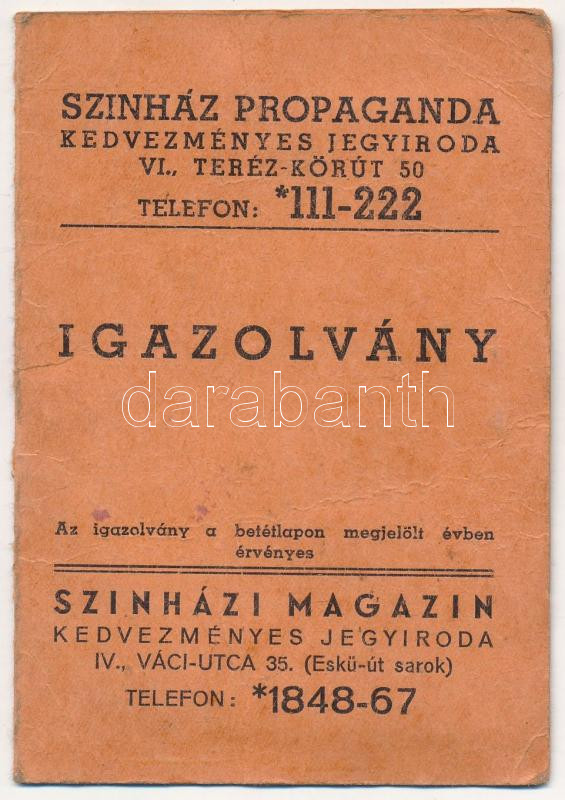 SZINHÁZ PROPAGANDA
KEDVEZMÉNYES JEGYIRODA
VI., TERÉZ-KÖRÚT 50
TELEFON: *111-222
IGAZOLVÁNY
darabanth
Az igazolvány a betétlapon megjelölt évben
érvényes
SZINHÁZI MAGAZIN
KEDVEZMÉNYES JEGYIRODA
IV., VÁCI-UTCA 35. (Eskü-út sarok)
TELEFON: *1848-67